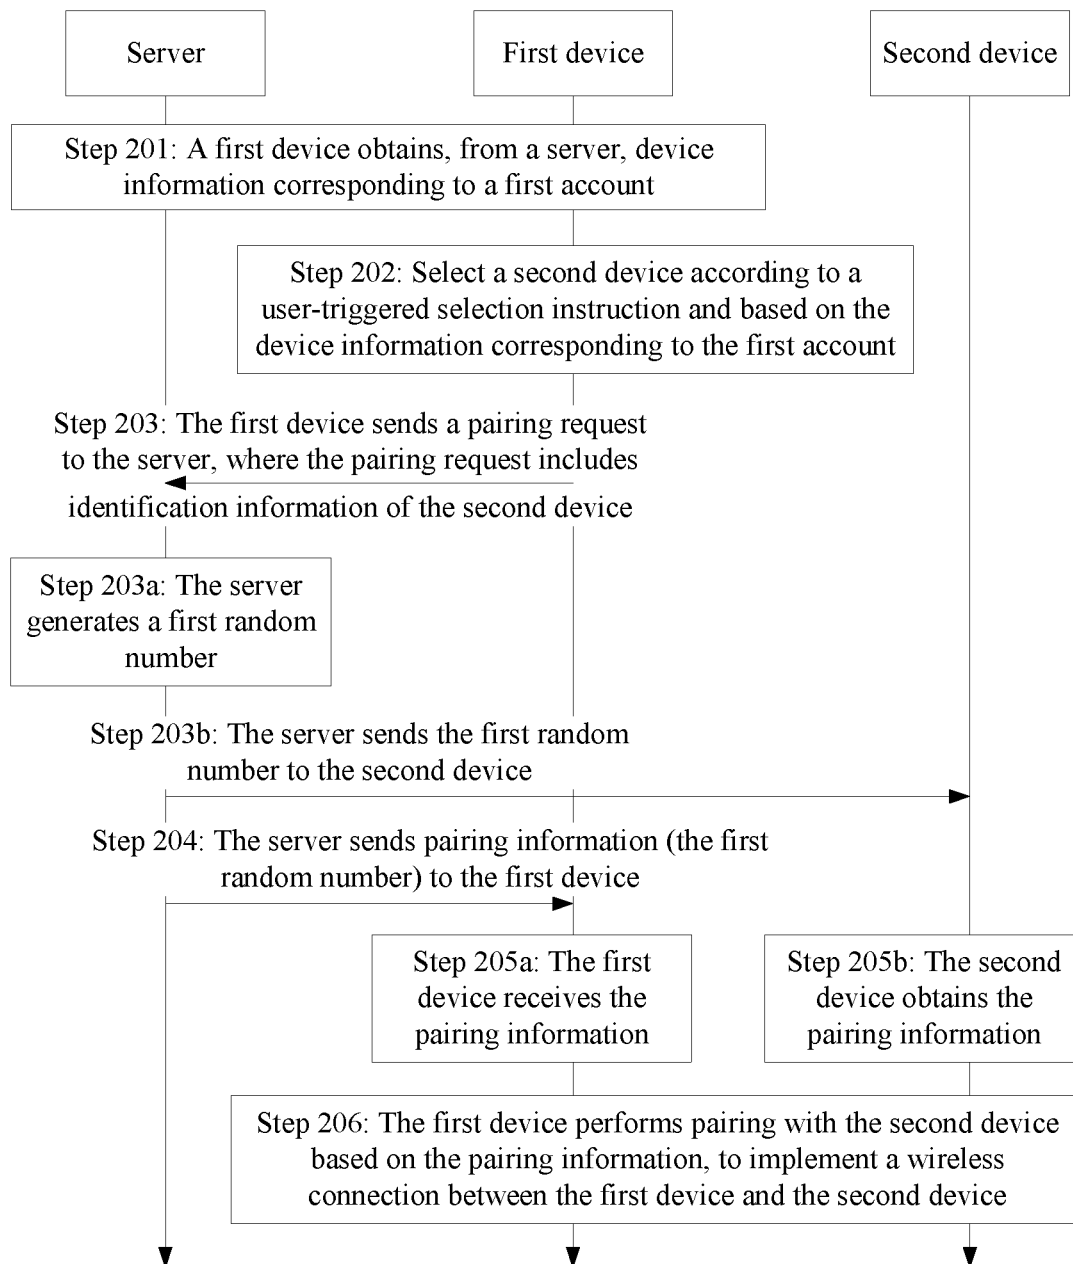 Server
First device
Second device
Step 201: A first device obtains, from a server, device
information corresponding to a first account
Step 202: Select a second device according to a
user-triggered selection instruction and based on the
device information corresponding to the first account
Step 203: The first device sends a pairing request
to the server, where the pairing request includes
identification information of the second device
Step 203a: The server
generates a first random
number
Step 203b: The server sends the first random
number to the second device
Step 204: The server sends pairing information (the first
random number) to the first device
Step 205a: The first
device receives the
pairing information
Step 205b: The second
device obtains the
pairing information
Step 206: The first device performs pairing with the second device
based on the pairing information, to implement a wireless
connection between the first device and the second device